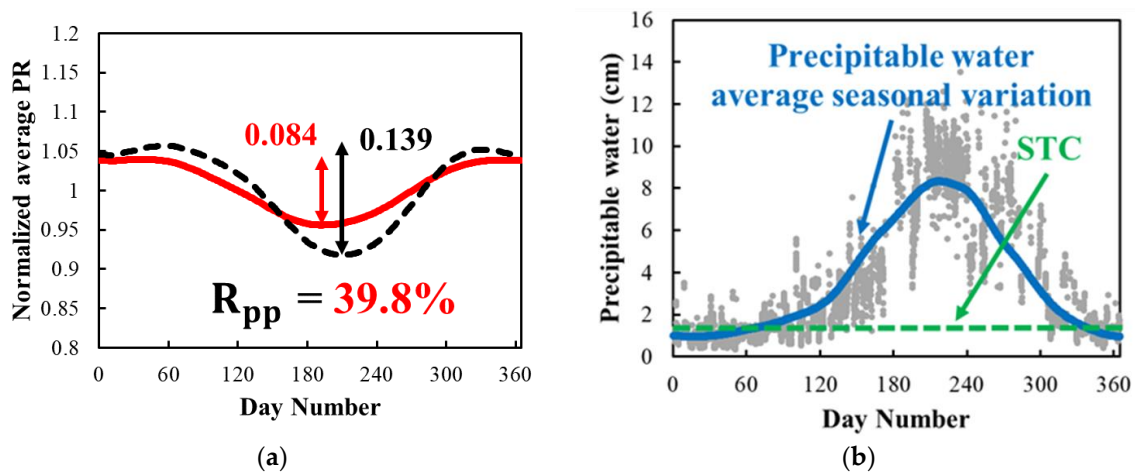 1.2
1.15
1.1
1.05
1
0.95
0.9
0.85
0.8
Normalized average PR
0.084
0.139
Rpp = 39.8%
0 60 120 180 240 300 360
Day Number
(a)
16
14
12
10
8
6
4
2
0
Precipitable water (cm)
Precipitable water
average seasonal variation
STC
0 60 120 180 240 300 360
Day Number
(b)